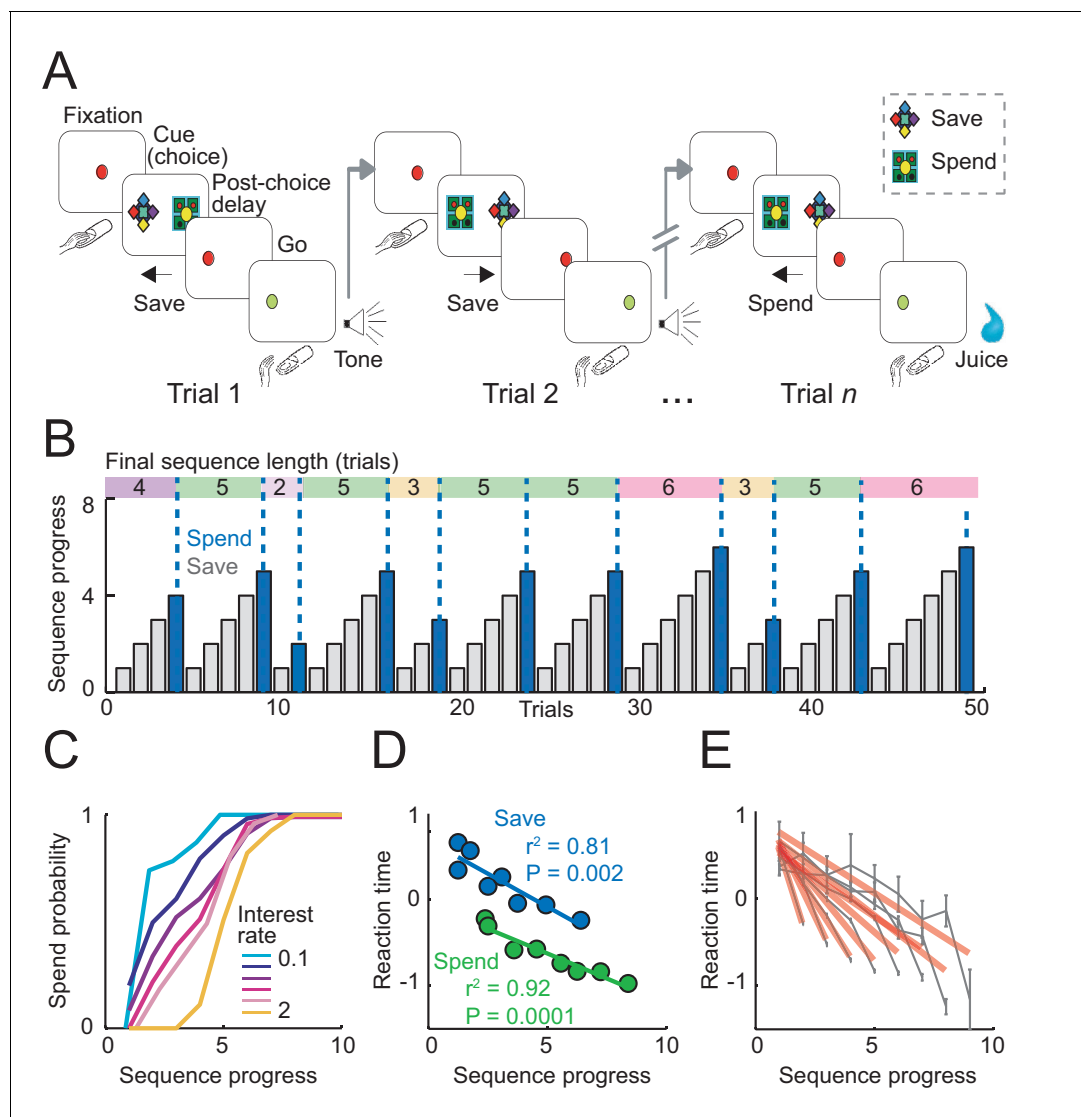 A
Fixation
Cue
(choice)
Post-choice
delay
Go
Save
Tone
Trial 1
Save
Trial 2
...
Spend
Juice
Trial n
Save
Spend
B
Final sequence length (trials)
4 5 2 5 3 5 5 6 3 5 6
8
4
0
Sequence progress
Spend
Save
0 10 20 30 40 50
Trials
C
1
0
Spend probability
Interest
rate
0.1
2
0 10
Sequence progress
D
1
0
-1
Reaction time
Save
r² = 0.81
P = 0.002
Spend
r² = 0.92
P = 0.0001
0 5 10
Sequence progress
E
1
0
-1
Reaction time
0 5 10
Sequence progress